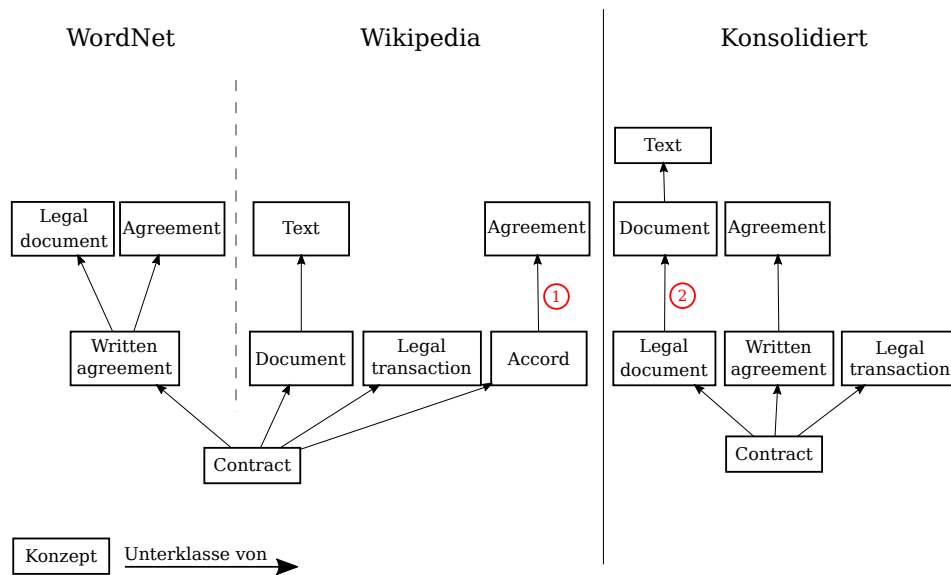 WordNet
Wikipedia
Konsolidiert
Text
Legal
document
Agreement
Text
Agreement
Document
Agreement
1
2
Written
agreement
Document
Legal
transaction
Accord
Legal
document
Written
agreement
Legal
transaction
Contract
Contract
Konzept
Unterklasse von